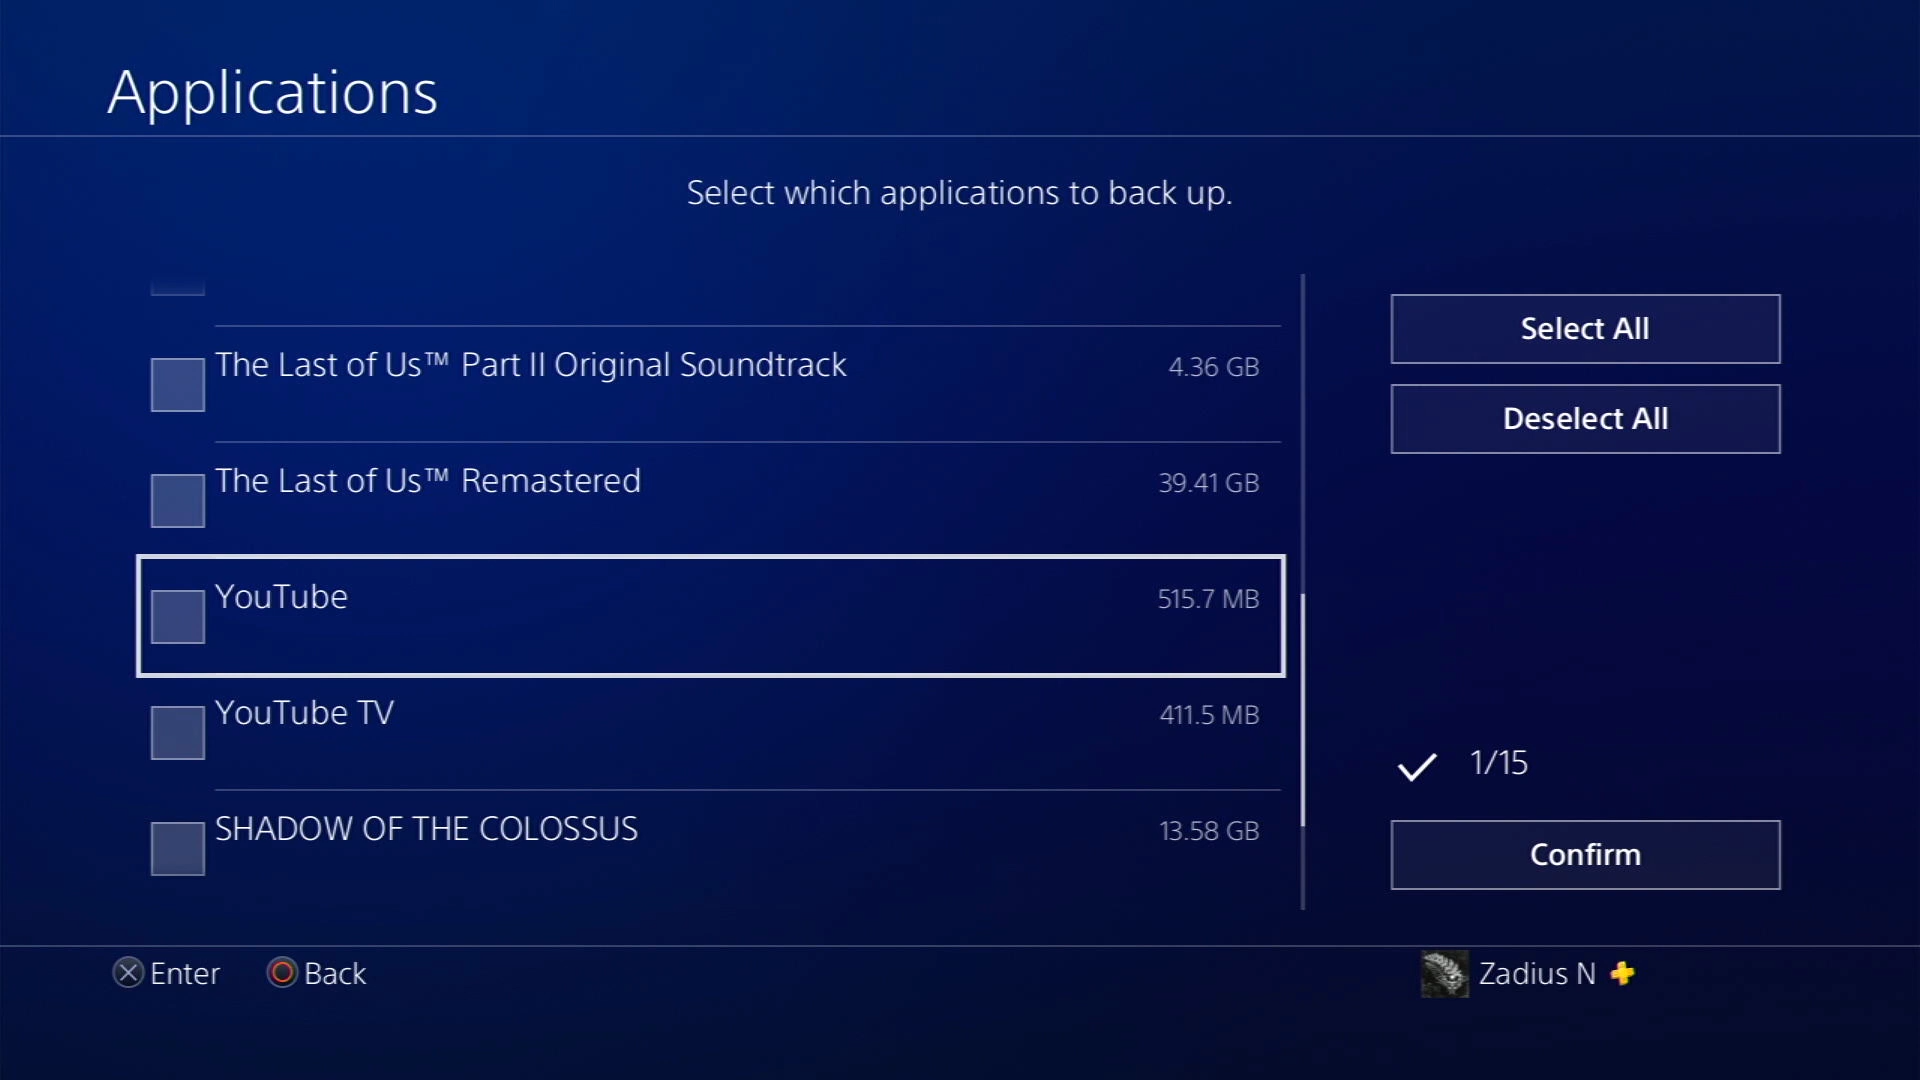 Applications
Select which applications to back up.
The Last of Us™ Part II Original Soundtrack 4.36 GB
The Last of Us™ Remastered 39.41 GB
YouTube 515.7 MB
YouTube TV 411.5 MB
SHADOW OF THE COLOSSUS 13.58 GB
Select All
Deselect All
1/15
Confirm
Enter Back
Zadius N